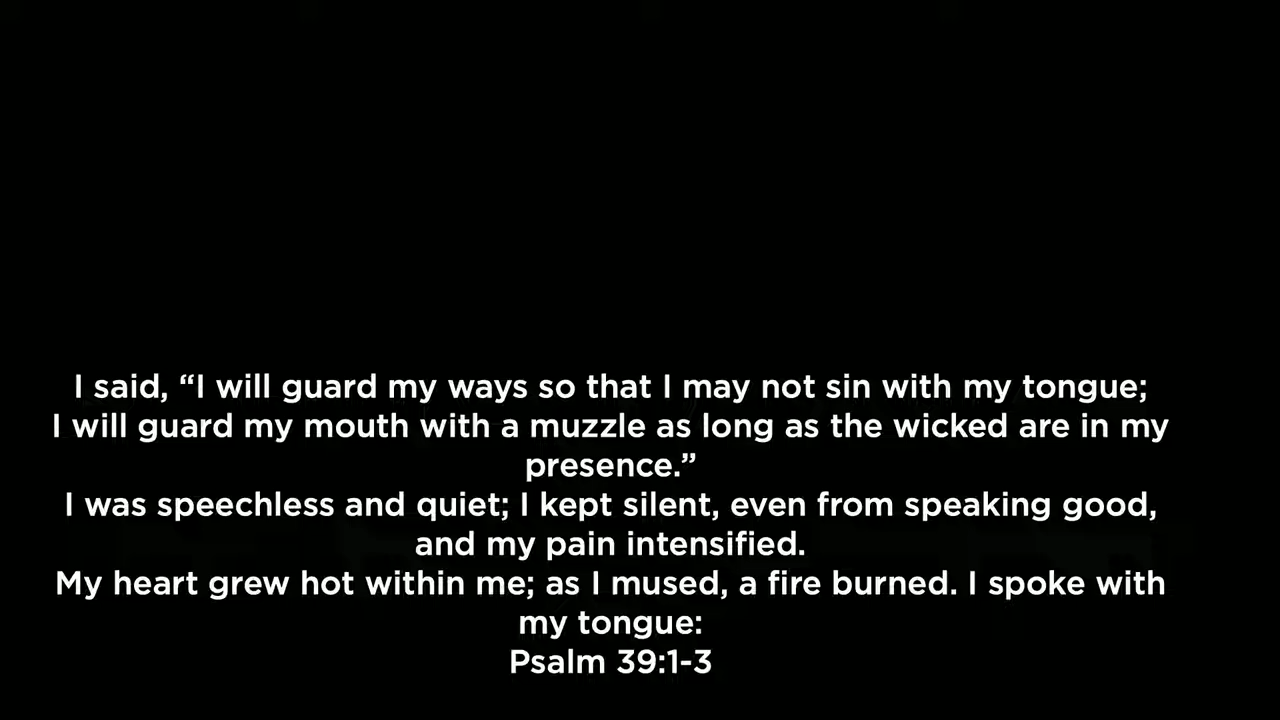 I said, “I will guard my ways so that I may not sin with my tongue;
I will guard my mouth with a muzzle as long as the wicked are in my
presence.”
I was speechless and quiet; I kept silent, even from speaking good,
and my pain intensified.
My heart grew hot within me; as I mused, a fire burned. I spoke with
my tongue:
Psalm 39:1-3